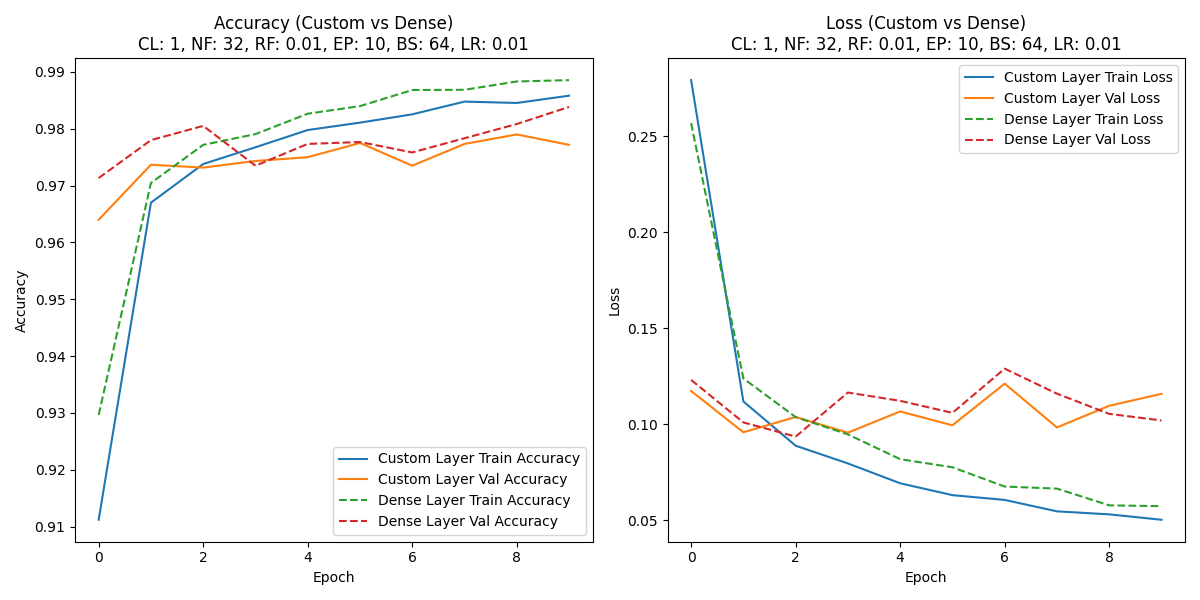 Accuracy (Custom vs Dense)
CL: 1, NF: 32, RF: 0.01, EP: 10, BS: 64, LR: 0.01
0.99
0.98
0.97
0.96
0.95
0.94
0.93
0.92
0.91
Accuracy
Custom Layer Train Accuracy
Custom Layer Val Accuracy
Dense Layer Train Accuracy
Dense Layer Val Accuracy
0 2 4 6 8
Epoch
Loss (Custom vs Dense)
CL: 1, NF: 32, RF: 0.01, EP: 10, BS: 64, LR: 0.01
Custom Layer Train Loss
Custom Layer Val Loss
Dense Layer Train Loss
Dense Layer Val Loss
0.25
0.20
0.15
0.10
0.05
Loss
0 2 4 6 8
Epoch